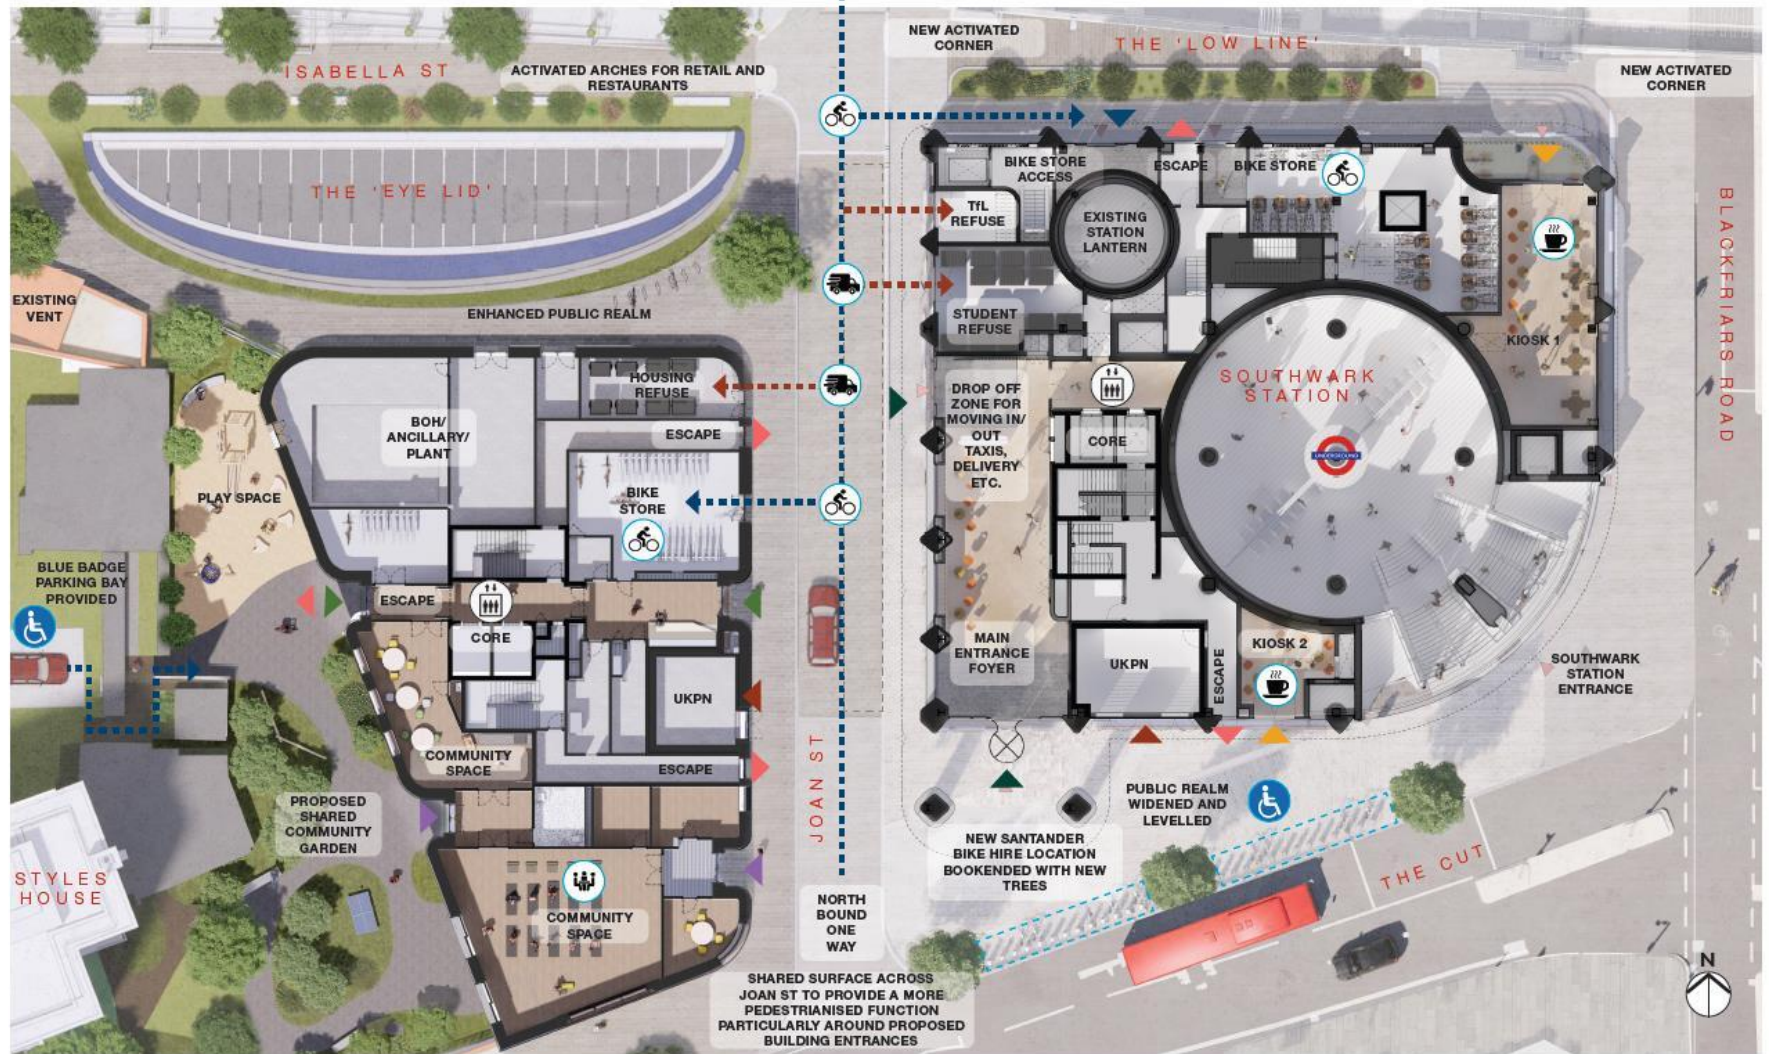 NEW ACTIVATED
CORNER
THE 'LOW LINE'
ISABELLA ST
ACTIVATED ARCHES FOR RETAIL AND
RESTAURANTS
NEW ACTIVATED
CORNER
THE 'EYE LID'
BIKE STORE
ACCESS
ESCAPE
BIKE STORE
TfL
REFUSE
EXISTING
STATION
LANTERN
BLACKFRIARS ROAD
EXISTING
VENT
ENHANCED PUBLIC REALM
STUDENT
REFUSE
KIOSK 1
HOUSING
REFUSE
SOUTHWARK
STATION
DROP OFF
ZONE FOR
MOVING IN/
OUT
TAXIS,
DELIVERY
ETC.
BOH/
ANCILLARY/
PLANT
ESCAPE
CORE
UNDERGROUND
PLAY SPACE
BIKE
STORE
BLUE BADGE
PARKING BAY
PROVIDED
ESCAPE
CORE
MAIN
ENTRANCE
FOYER
UKPN
ESCAPE
KIOSK 2
SOUTHWARK
STATION
ENTRANCE
UKPN
COMMUNITY
SPACE
ESCAPE
JOAN ST
PROPOSED
SHARED
COMMUNITY
GARDEN
PUBLIC REALM
WIDENED AND
LEVELLED
NEW SANTANDER
BIKE HIRE LOCATION
BOOKENDED WITH NEW
TREES
THE CUT
STYLES
HOUSE
COMMUNITY
SPACE
NORTH
BOUND
ONE
WAY
N
SHARED SURFACE ACROSS
JOAN ST TO PROVIDE A MORE
PEDESTRIANISED FUNCTION
PARTICULARLY AROUND PROPOSED
BUILDING ENTRANCES